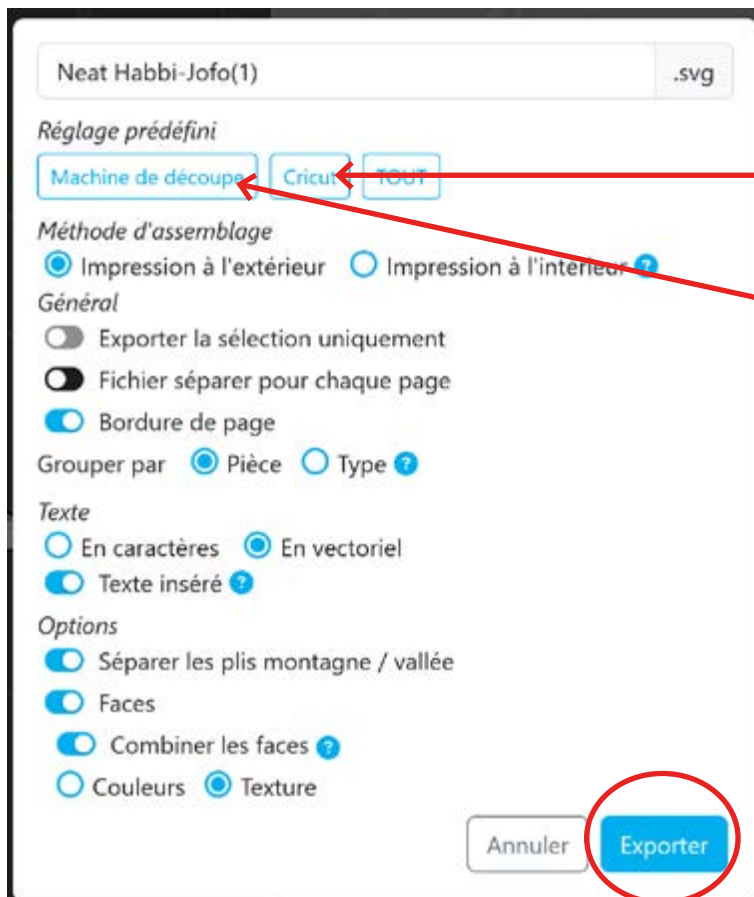 Neat Habbi-Jofo(1) .svg
Réglage prédéfini
Machine de découpe Cricut TOUT
Méthode d'assemblage
Impression à l'extérieur Impression à l'intérieur ?
Général
Exporter la sélection uniquement
Fichier séparer pour chaque page
Bordure de page
Grouper par Pièce Type ?
Texte
En caractères En vectoriel
Texte inséré ?
Options
Séparer les plis montagne / vallée
Faces
Combiner les faces ?
Couleurs Texture
Annuler Exporter